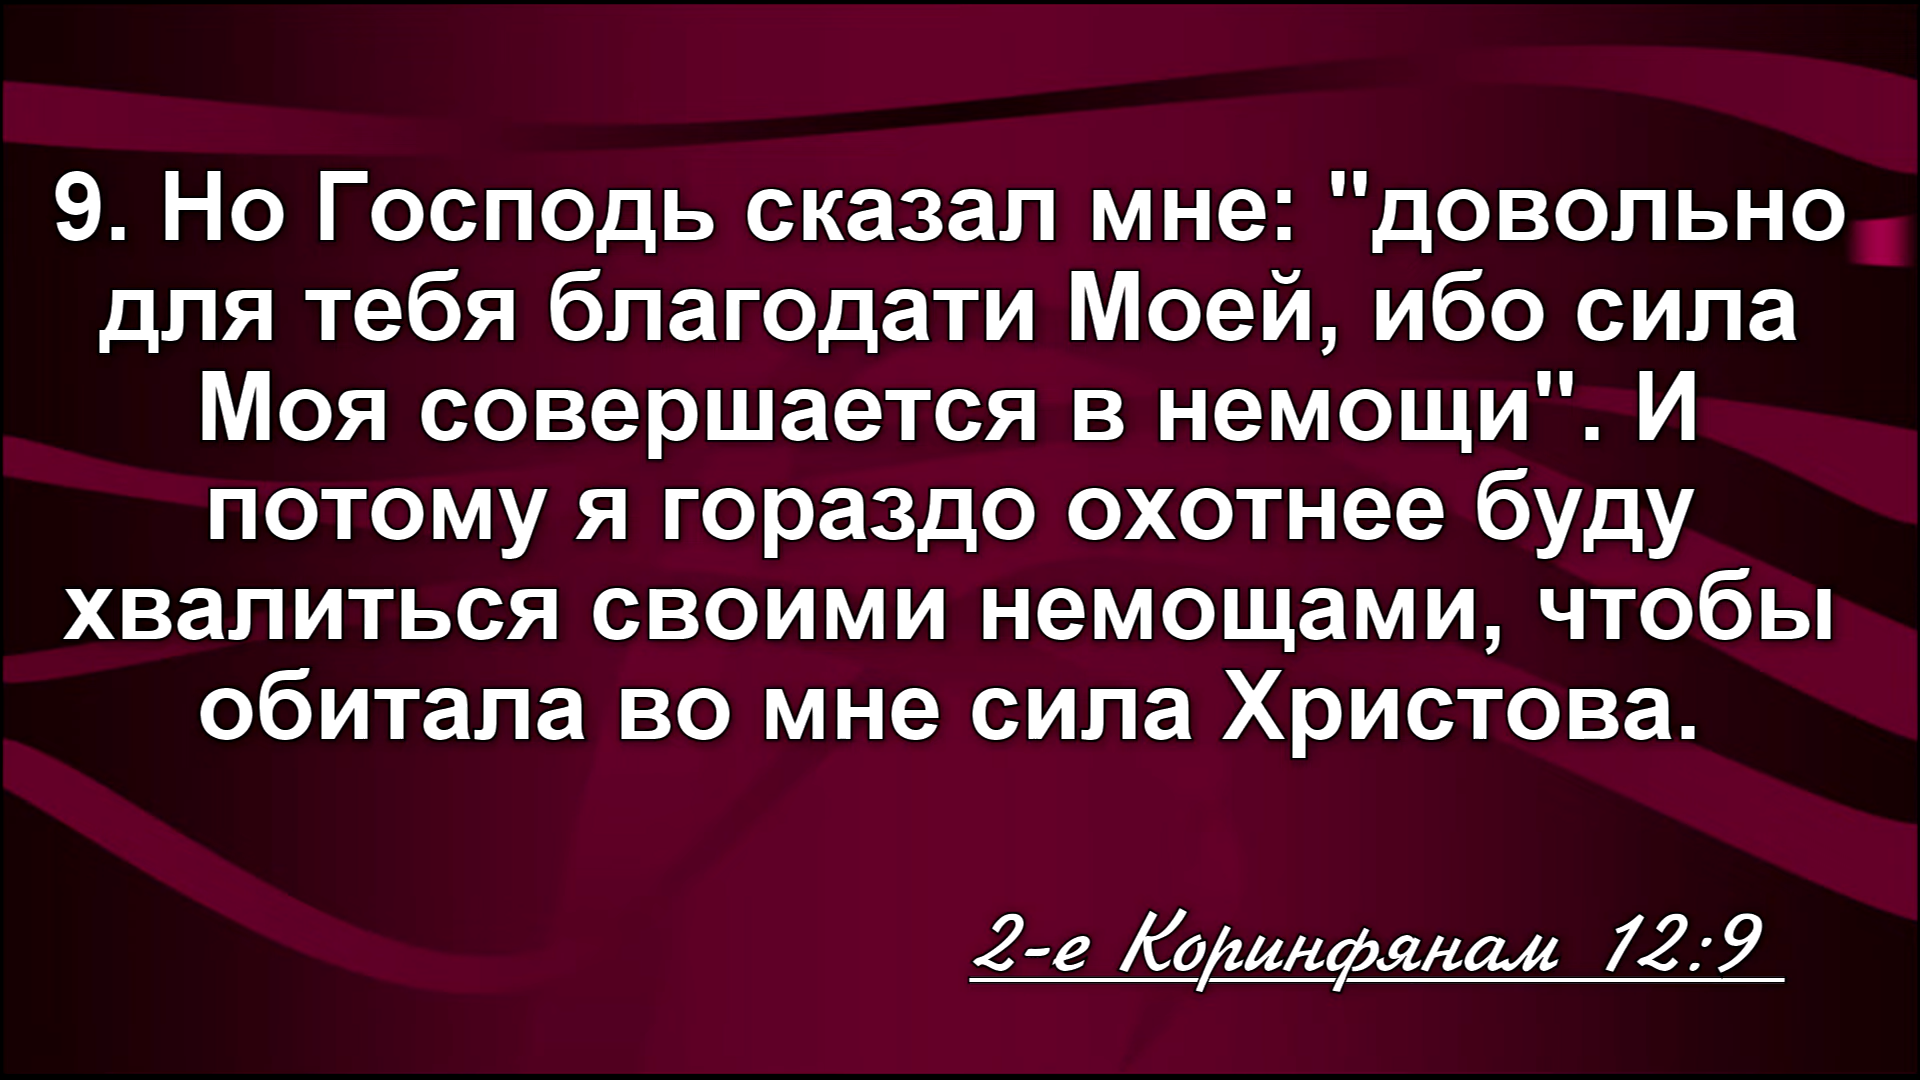 9. Но Господь сказал мне: "довольно
для тебя благодати Моей, ибо сила
Моя совершается в немощи". И
потому я гораздо охотнее буду
хвалиться своими немощами, чтобы
обитала во мне сила Христова.
2-е Коринфянам 12:9